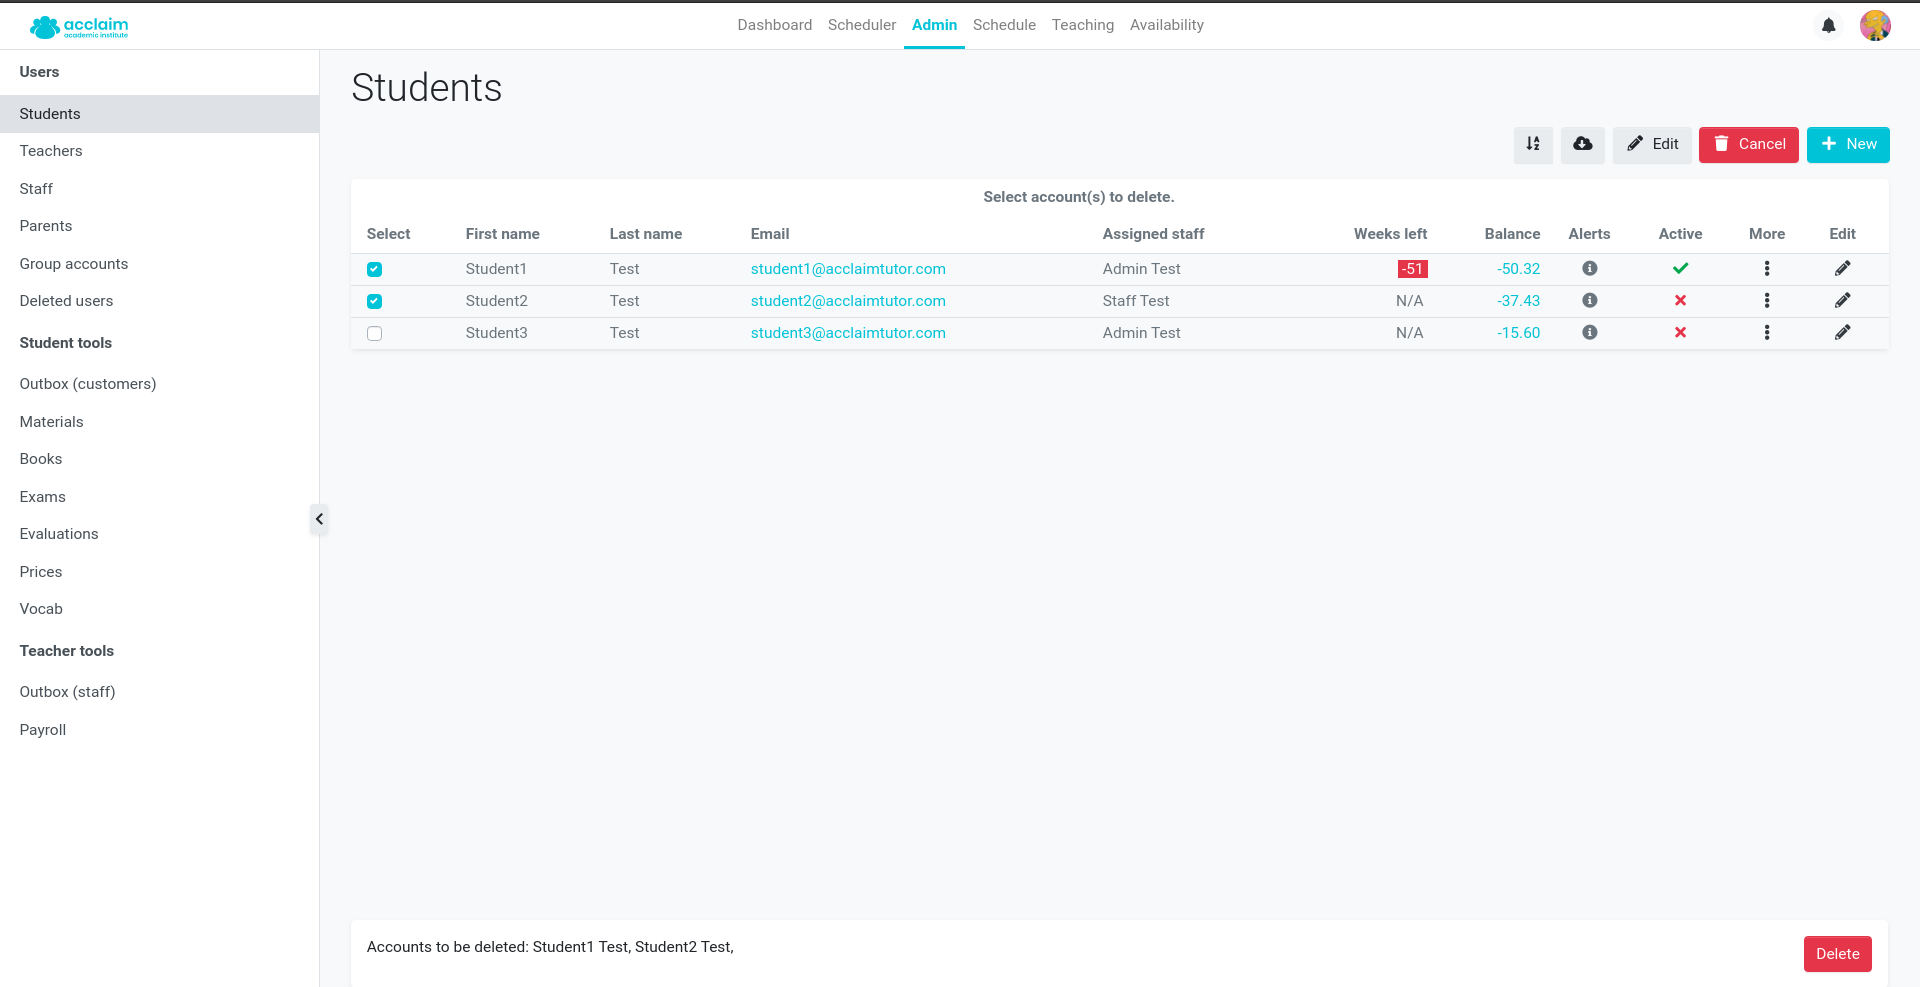 acclaim
academic institute
Dashboard Scheduler Admin Schedule Teaching Availability
Users
Students
Teachers
Staff
Parents
Group accounts
Deleted users
Student tools
Outbox (customers)
Materials
Books
Exams
Evaluations
Prices
Vocab
Teacher tools
Outbox (staff)
Payroll
Students
Edit Cancel New
Select account(s) to delete.
Select First name Last name Email Assigned staff Weeks left Balance Alerts Active More Edit
Student1 Test student1@acclaimtutor.com Admin Test -51 -50.32
Student2 Test student2@acclaimtutor.com Staff Test N/A -37.43
Student3 Test student3@acclaimtutor.com Admin Test N/A -15.60
Accounts to be deleted: Student1 Test, Student2 Test,
Delete